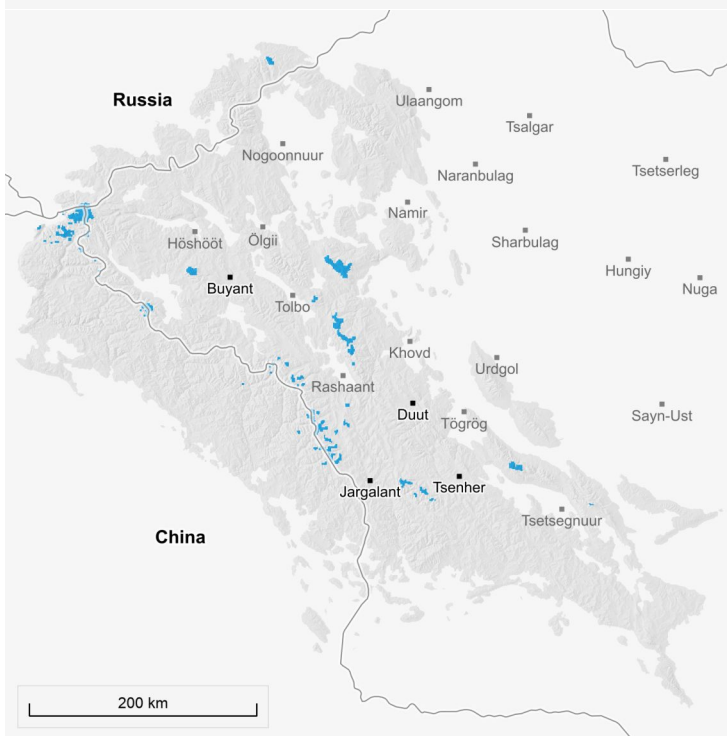 Ulaangom
Russia
Tsalgar
Nogoonnuur
Tsetserleg
Naranbulag
Namir
Höshööt
Ölgii
Sharbulag
Hungiy
Buyant
Nuga
Tolbo
Khovd
Urdgol
Rashaant
Duut
Sayn-Ust
Tögrög
Jargalant
Tsenher
Tsetsegnuur
China
200 km